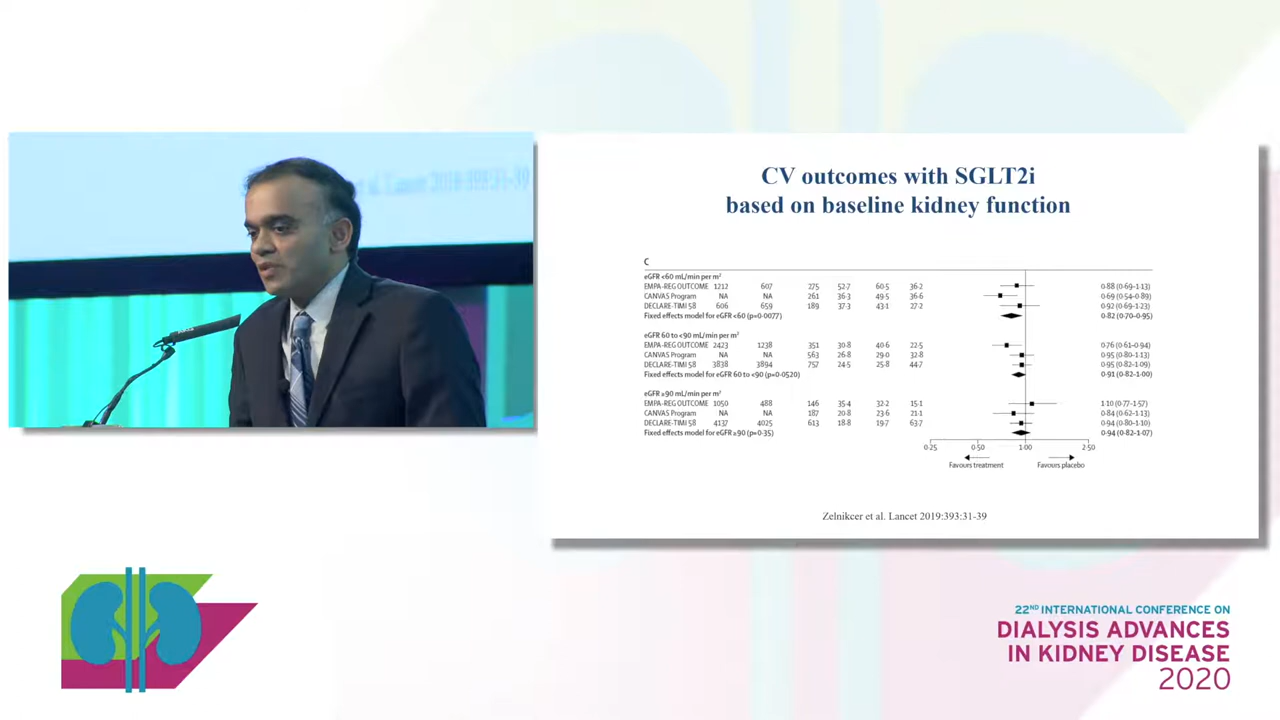 et al. Lancet 2019:393:31-39
CV outcomes with SGLT2i
based on baseline kidney function
C
eGFR <60 mL/min per m²
EMPA-REG OUTCOME 1212 607 275 52·7 60·5 36·2 0·88 (0·69-1·13)
CANVAS Program NA NA 261 36·3 49·5 36·6 0·69 (0·54-0·89)
DECLARE-TIMI 58 606 659 189 37·3 43·1 27·2 0·92 (0·69-1·23)
Fixed effects model for eGFR <60 (p=0·0077) 0·82 (0·70-0·95)
eGFR 60 to <90 mL/min per m²
EMPA-REG OUTCOME 2423 1238 351 30·8 40·6 22·5 0·76 (0·61-0·94)
CANVAS Program NA NA 563 26·8 29·0 32·8 0·95 (0·80-1·13)
DECLARE-TIMI 58 3838 3894 757 24·5 25·8 44·7 0·95 (0·82-1·09)
Fixed effects model for eGFR 60 to <90 (p=0·0520) 0·91 (0·82-1·00)
eGFR ≥90 mL/min per m²
EMPA-REG OUTCOME 1050 488 146 35·4 32·2 15·1 1·10 (0·77-1·57)
CANVAS Program NA NA 187 20·8 23·6 21·1 0·84 (0·62-1·13)
DECLARE-TIMI 58 4137 4025 613 18·8 19·7 63·7 0·94 (0·80-1·10)
Fixed effects model for eGFR ≥90 (p=0·35) 0·94 (0·82-1·07)
0·25 0·50 1·00 2·50
Favours treatment Favours placebo
Zelnikcer et al. Lancet 2019:393:31-39
22ND INTERNATIONAL CONFERENCE ON
DIALYSIS ADVANCES
IN KIDNEY DISEASE
2020